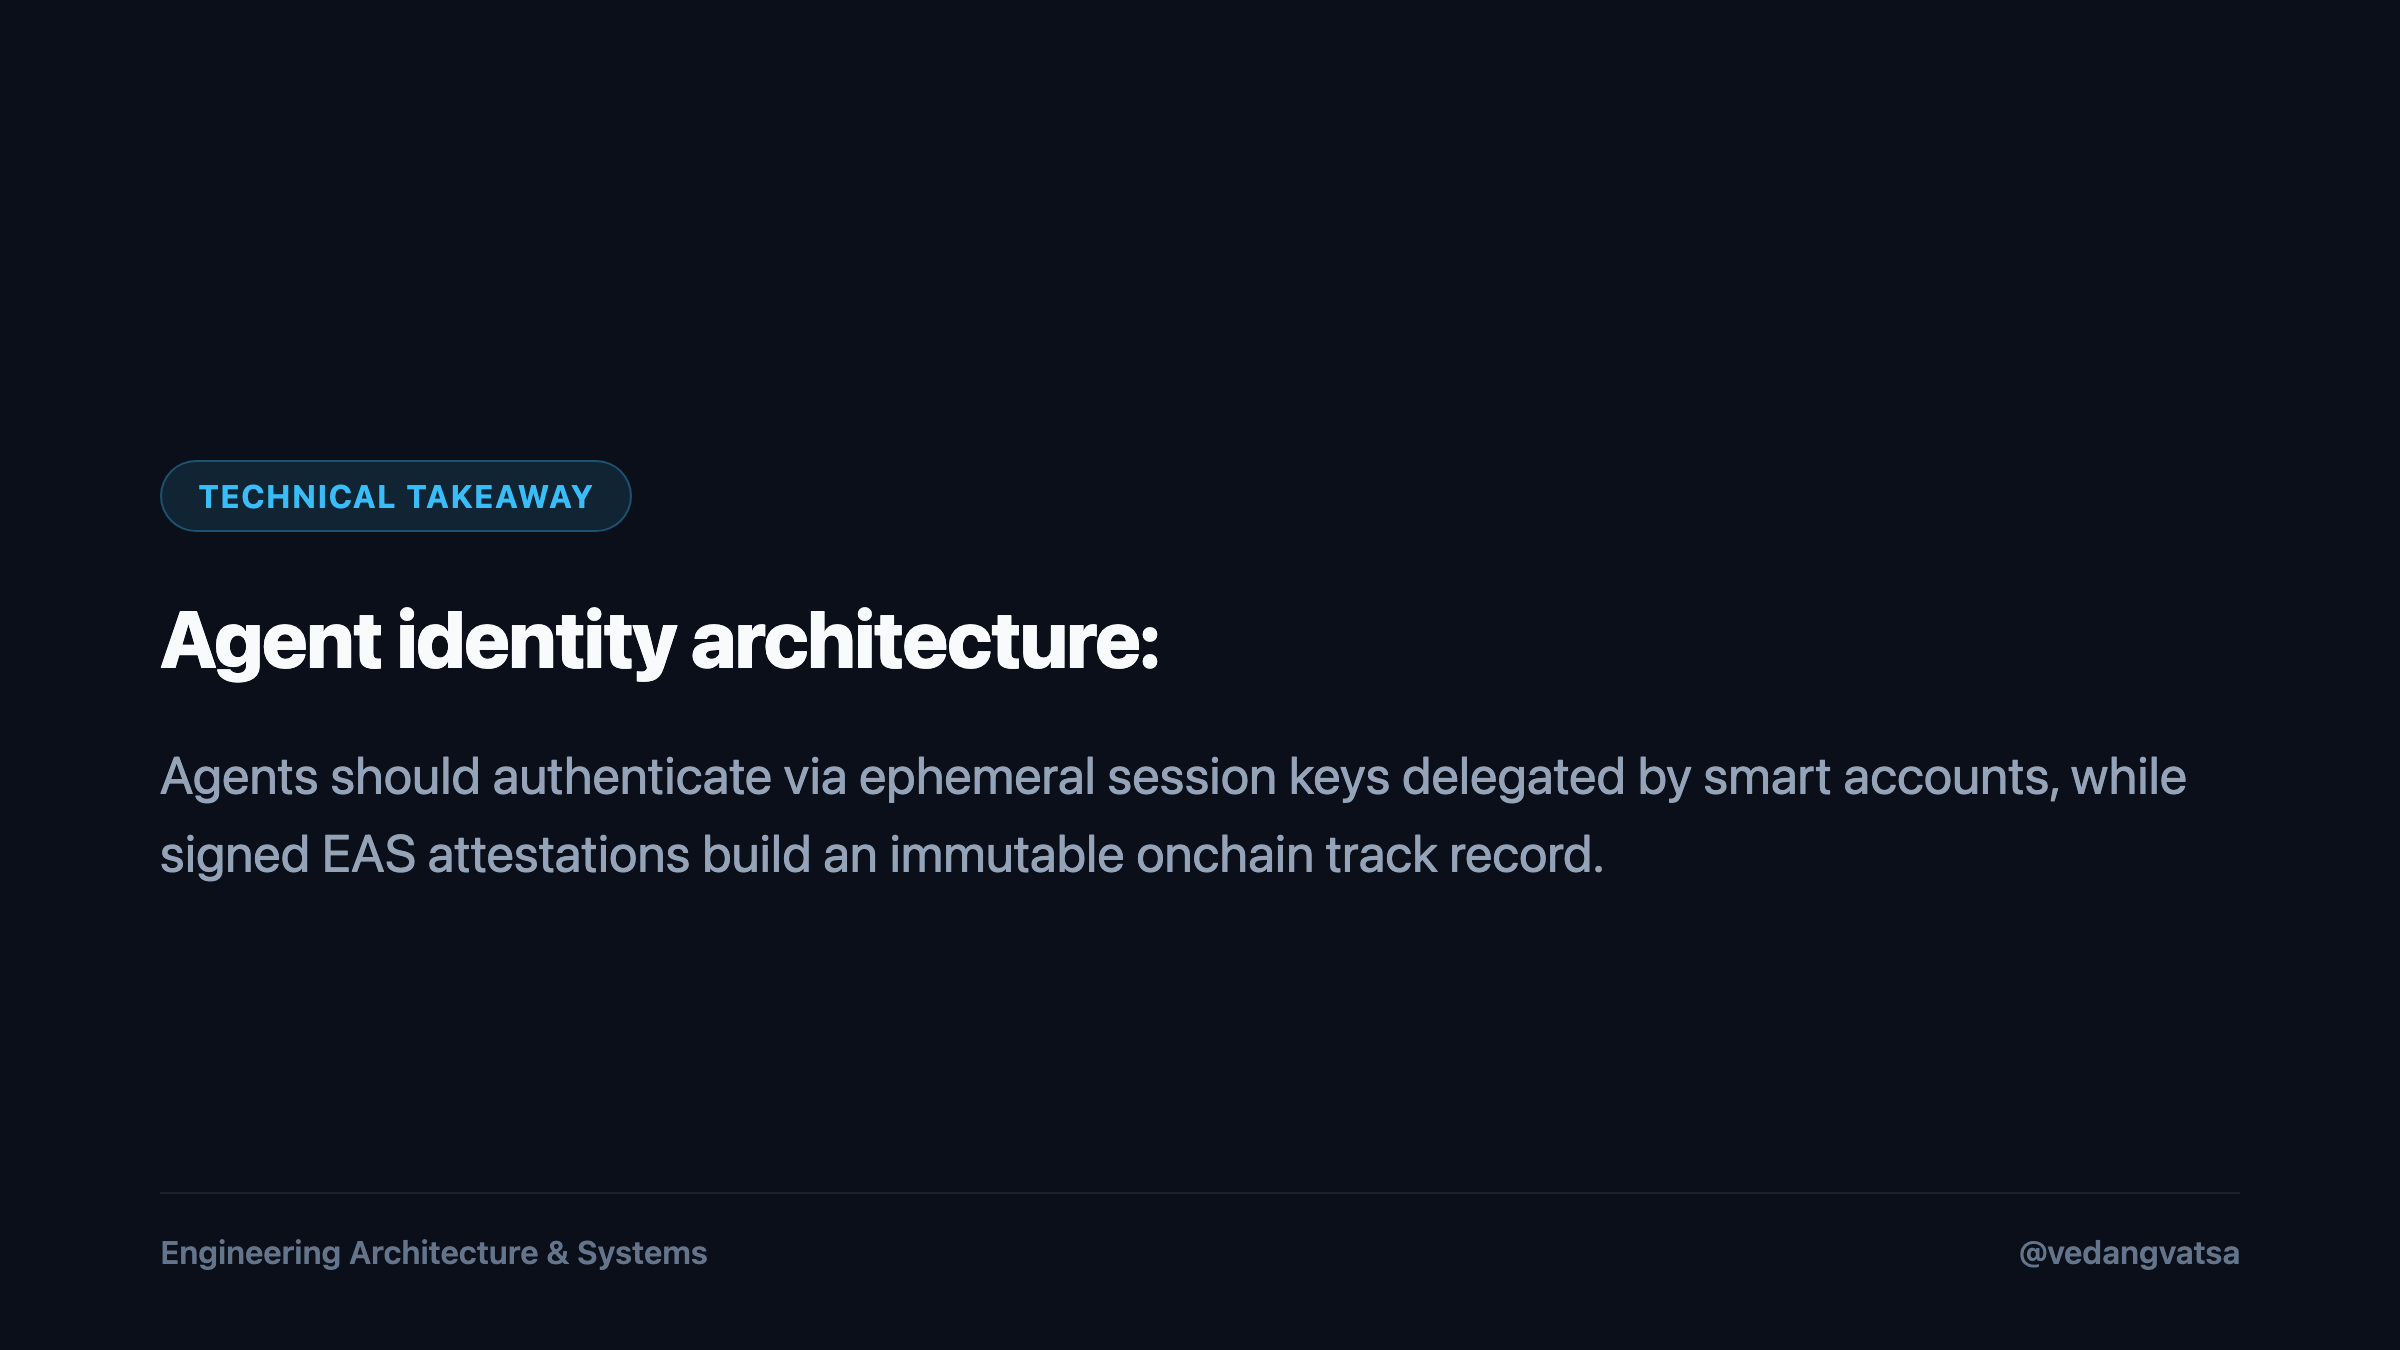 TECHNICAL TAKEAWAY
Agent identity architecture:
Agents should authenticate via ephemeral session keys delegated by smart accounts, while
signed EAS attestations build an immutable onchain track record.
Engineering Architecture & Systems
@vedangvatsa